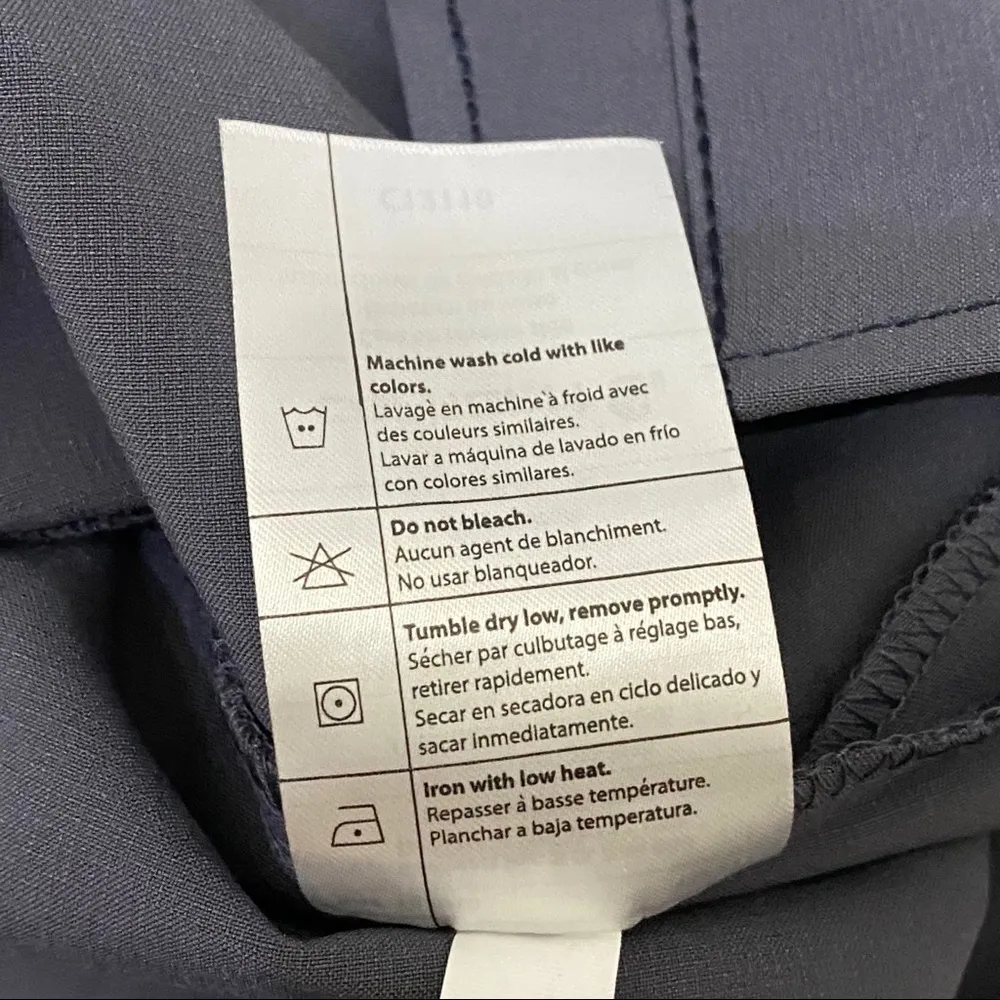 Machine wash cold with like
colors.
Lavagè en machine à froid avec
des couleurs similaires.
Lavar a máquina de lavado en frío
con colores similares.
Do not bleach.
Aucun agent de blanchiment.
No usar blanqueador.
Tumble dry low, remove promptly.
Sécher par culbutage à réglage bas,
retirer rapidement.
Secar en secadora en ciclo delicado y
sacar inmediatamente.
Iron with low heat.
Repasser à basse température.
Planchar a baja temperatura.